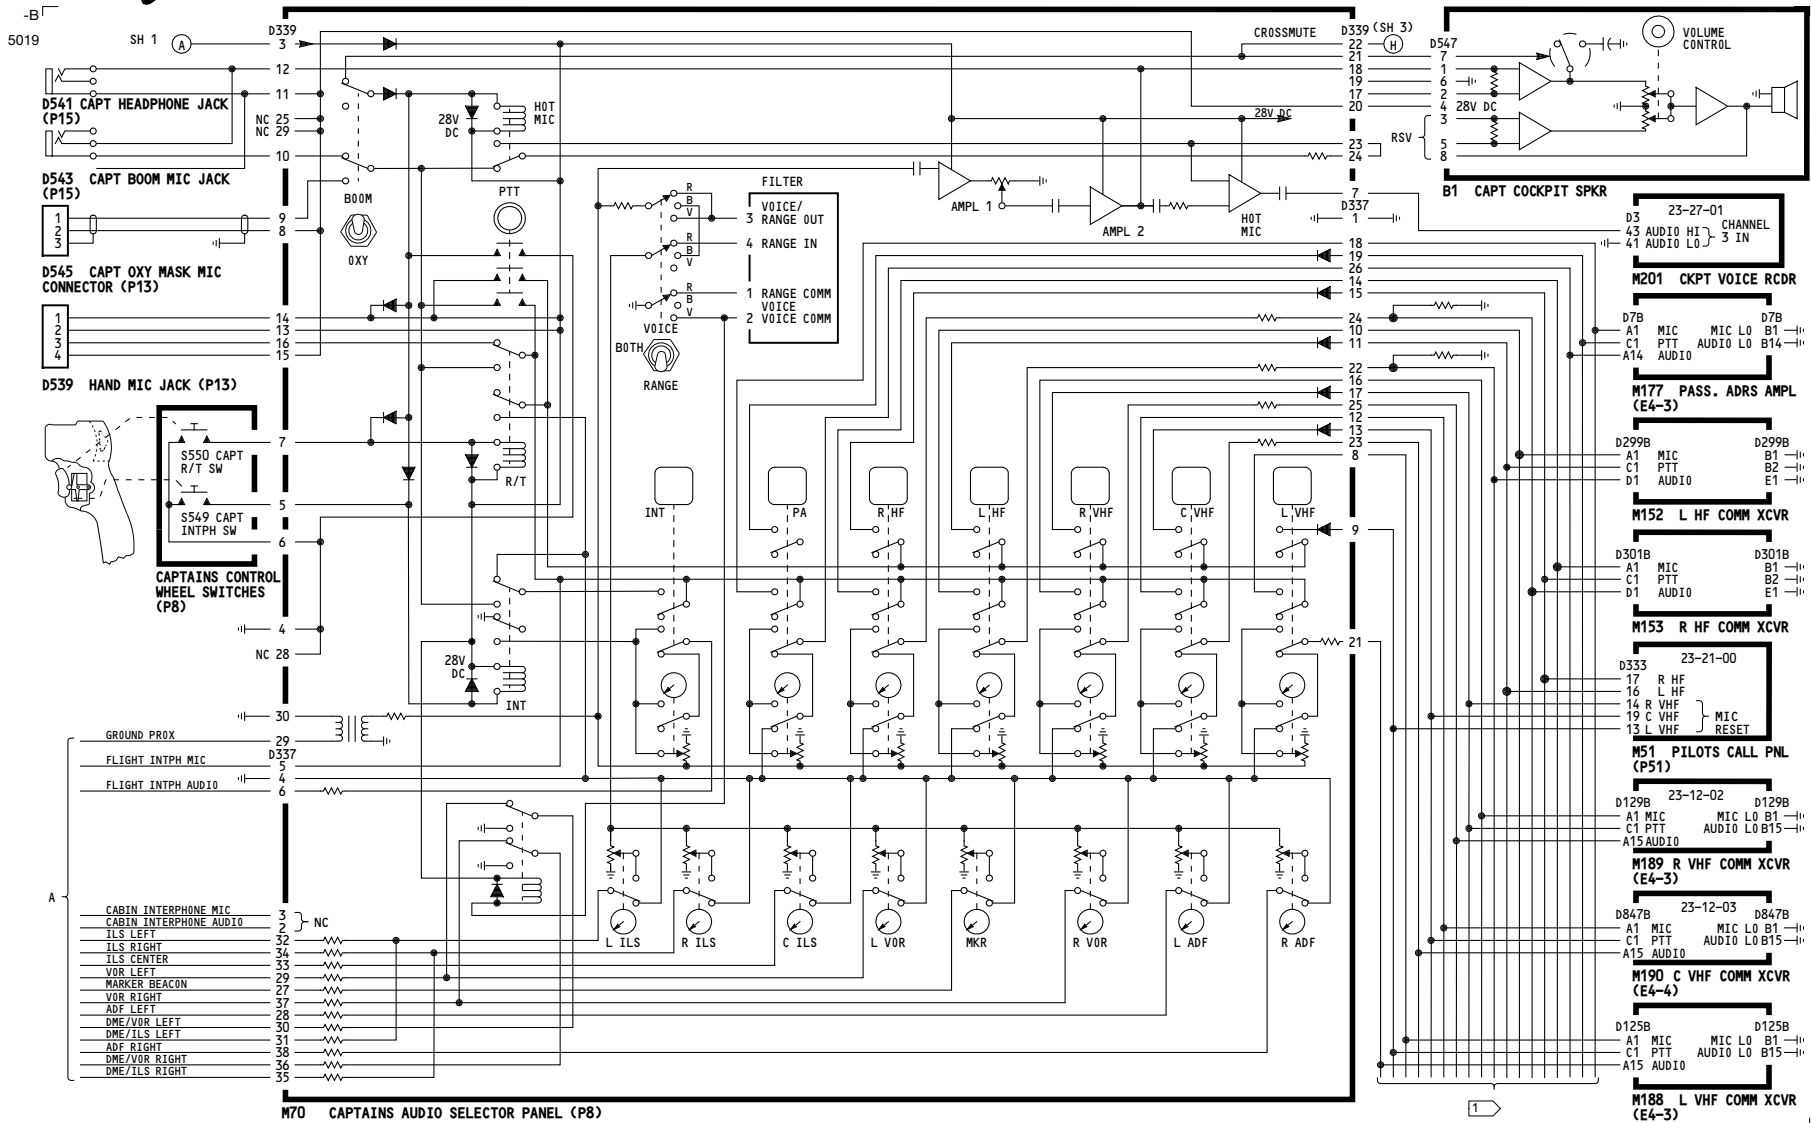 -B
5019
SH 1 A
D339
3
12
11
NC 25
NC 29
10
9
8
14
13
16
15
7
5
6
4
NC 28
30
29
D337
5
4
6
3
2
NC
32
34
33
29
27
37
28
30
31
38
36
35
D541 CAPT HEADPHONE JACK
(P15)
D543 CAPT BOOM MIC JACK
(P15)
1
2
3
D545 CAPT OXY MASK MIC
CONNECTOR (P13)
1
2
3
4
D539 HAND MIC JACK (P13)
S550 CAPT
R/T SW
S549 CAPT
INTPH SW
CAPTAINS CONTROL
WHEEL SWITCHES
(P8)
GROUND PROX
FLIGHT INTPH MIC
FLIGHT INTPH AUDIO
A
CABIN INTERPHONE MIC
CABIN INTERPHONE AUDIO
ILS LEFT
ILS RIGHT
ILS CENTER
VOR LEFT
MARKER BEACON
VOR RIGHT
ADF LEFT
DME/VOR LEFT
DME/ILS LEFT
ADF RIGHT
DME/VOR RIGHT
DME/ILS RIGHT
28V
DC
HOT
MIC
BOOM
OXY
PTT
R/T
28V
DC
INT
R
B
V
R
B
V
R
B
V
VOICE
BOTH
RANGE
FILTER
3 VOICE/
RANGE OUT
4 RANGE IN
1 RANGE COMM
VOICE
2 VOICE COMM
AMPL 1
AMPL 2
HOT
MIC
28V DC
CROSSMUTE
INT
PA
R HF
L HF
R VHF
C VHF
L VHF
L ILS
R ILS
C ILS
L VOR
MKR
R VOR
L ADF
R ADF
M70 CAPTAINS AUDIO SELECTOR PANEL (P8)
D339 (SH 3)
22 H
21
18
19
17
20
23
24
7
D337
1
18
19
26
14
15
24
10
11
22
16
17
25
12
13
23
8
9
21
D547
7
1
6
2
4 28V DC
3
RSV
5
8
VOLUME
CONTROL
B1 CAPT COCKPIT SPKR
23-27-01
D3
43 AUDIO HI
41 AUDIO LO
CHANNEL
3 IN
M201 CKPT VOICE RCDR
D7B D7B
A1 MIC MIC LO B1
C1 PTT AUDIO LO B14
A14 AUDIO
M177 PASS. ADRS AMPL
(E4-3)
D299B D299B
A1 MIC B1
C1 PTT B2
D1 AUDIO E1
M152 L HF COMM XCVR
D301B D301B
A1 MIC B1
C1 PTT B2
D1 AUDIO E1
M153 R HF COMM XCVR
23-21-00
D333
17 R HF
16 L HF
14 R VHF
19 C VHF
13 L VHF
MIC
RESET
M51 PILOTS CALL PNL
(P51)
23-12-02
D129B D129B
A1 MIC MIC LO B1
C1 PTT AUDIO LO B15
A15 AUDIO
M189 R VHF COMM XCVR
(E4-3)
23-12-03
D847B D847B
A1 MIC MIC LO B1
C1 PTT AUDIO LO B15
A15 AUDIO
M190 C VHF COMM XCVR
(E4-4)
D125B D125B
A1 MIC MIC LO B1
C1 PTT AUDIO LO B15
A15 AUDIO
M188 L VHF COMM XCVR
(E4-3)
1